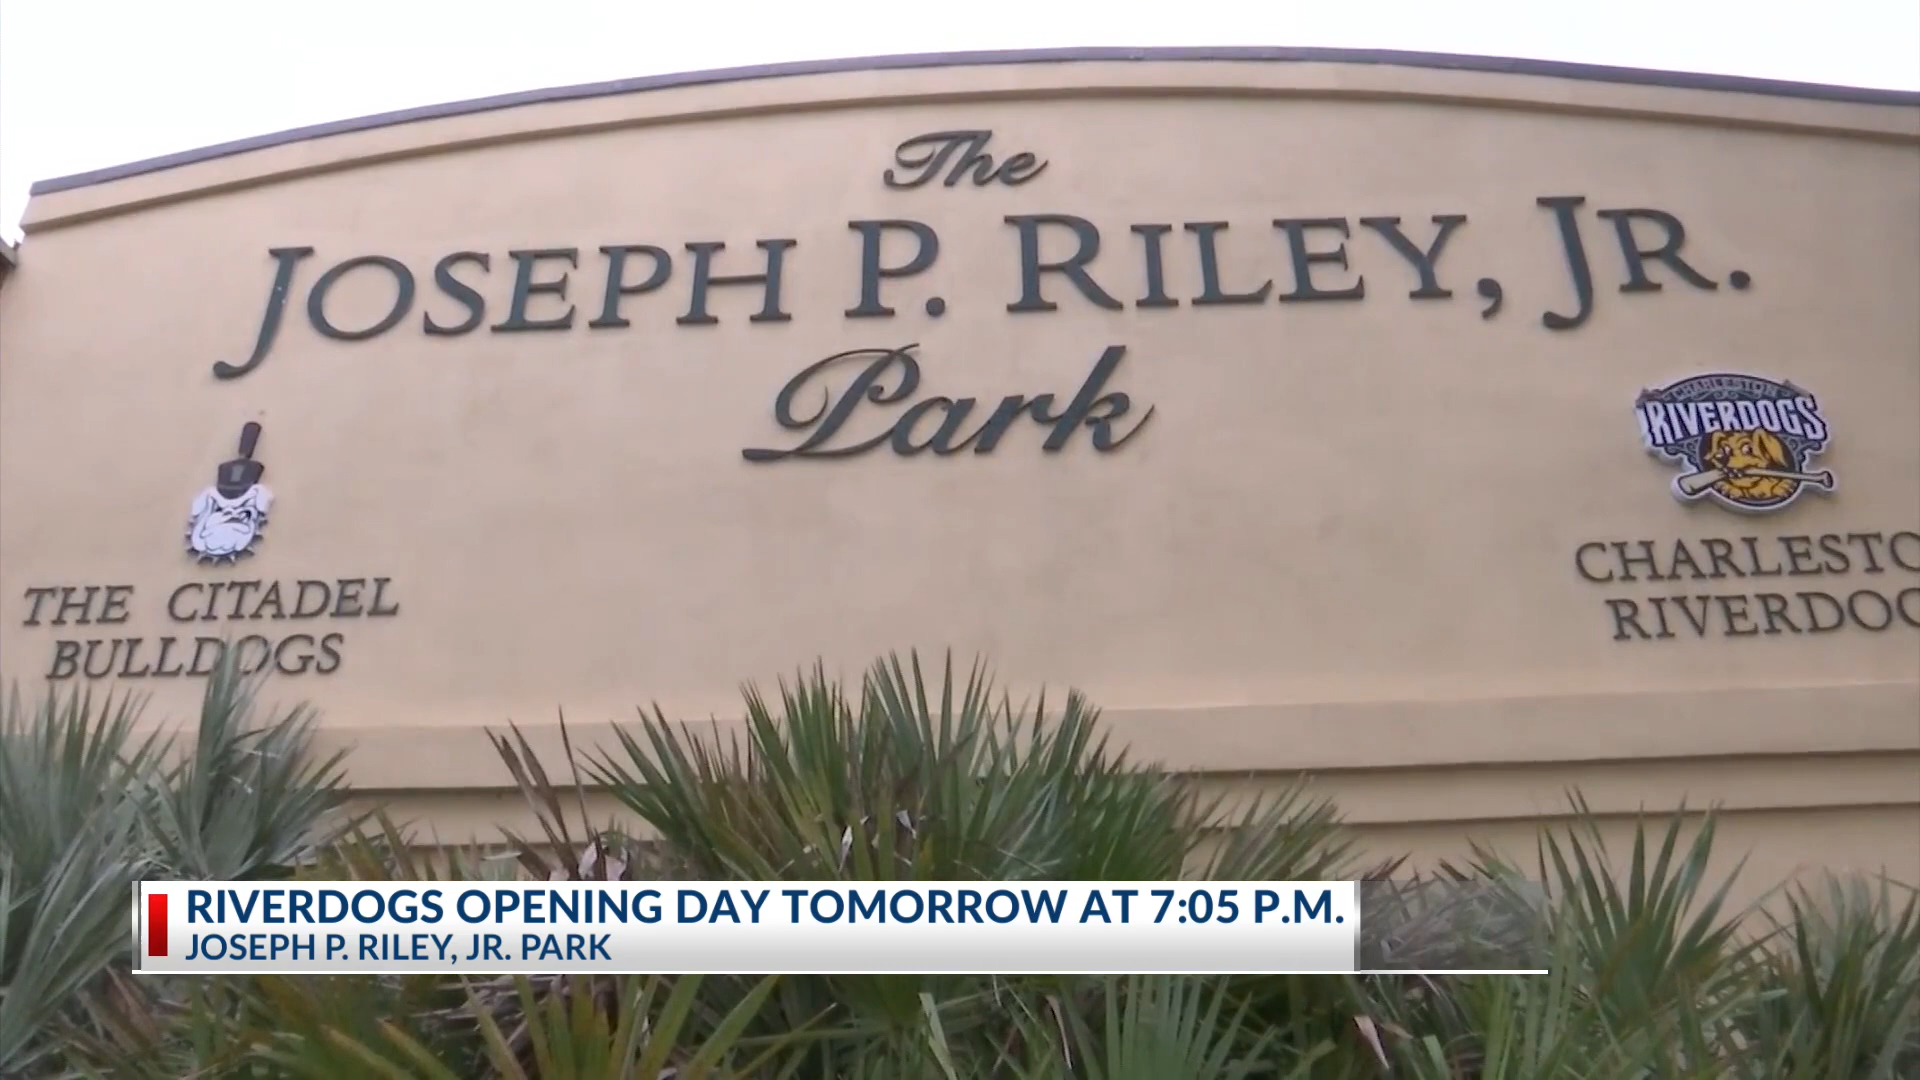 The
JOSEPH P. RILEY, JR.
Park
CHARLESTON
RIVERDOGS
THE CITADEL
BULLDOGS
CHARLESTO
RIVERDOG
RIVERDOGS OPENING DAY TOMORROW AT 7:05 P.M.
JOSEPH P. RILEY, JR. PARK